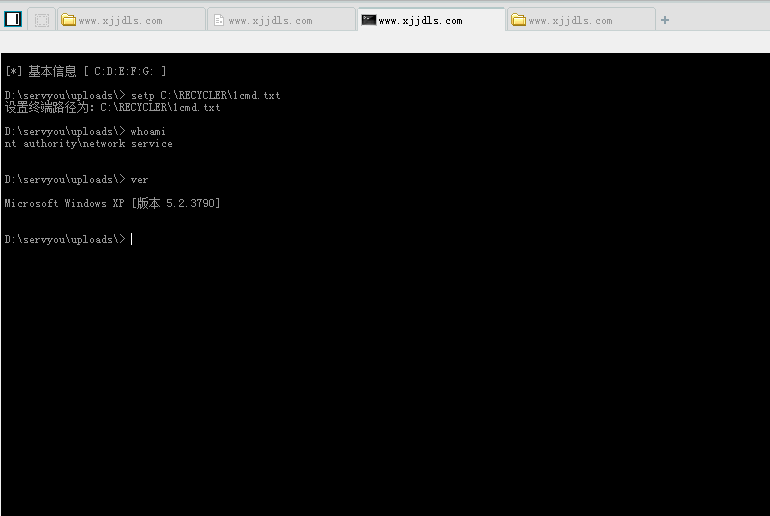 www.xjjdls.com
www.xjjdls.com
www.xjjdls.com
www.xjjdls.com
[*] 基本信息 [ C:D:E:F:G: ]
D:\servyou\uploads\> setp C:\RECYCLER\1cmd.txt
设置终端路径为: C:\RECYCLER\1cmd.txt
D:\servyou\uploads\> whoami
nt authority\network service
D:\servyou\uploads\> ver
Microsoft Windows XP [版本 5.2.3790]
D:\servyou\uploads\>